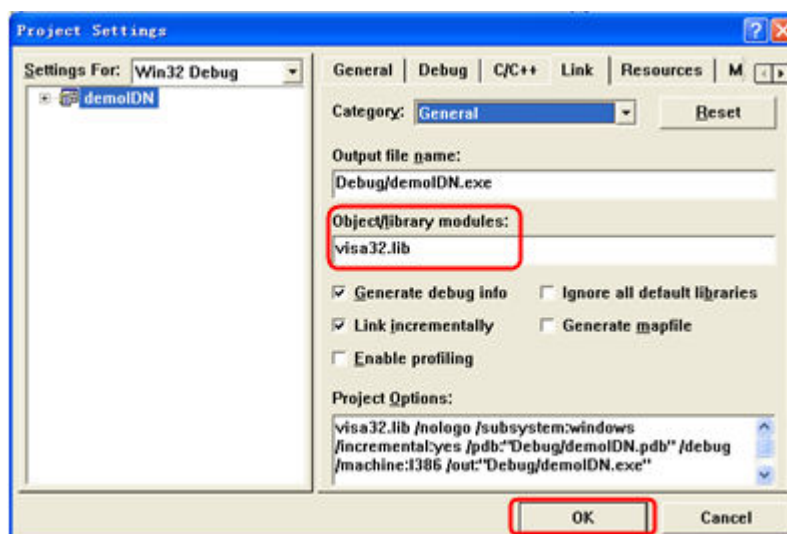 Project Settings
Settings For: Win32 Debug
demoIDN
General Debug C/C++ Link Resources M
Category: General Reset
Output file name:
Debug/demoIDN.exe
Object/library modules:
visa32.lib
Generate debug info Ignore all default libraries
Link incrementally Generate mapfile
Enable profiling
Project Options:
visa32.lib /nologo /subsystem:windows
/incremental:yes /pdb:"Debug/demoIDN.pdb" /debug
/machine:I386 /out:"Debug/demoIDN.exe"
OK Cancel